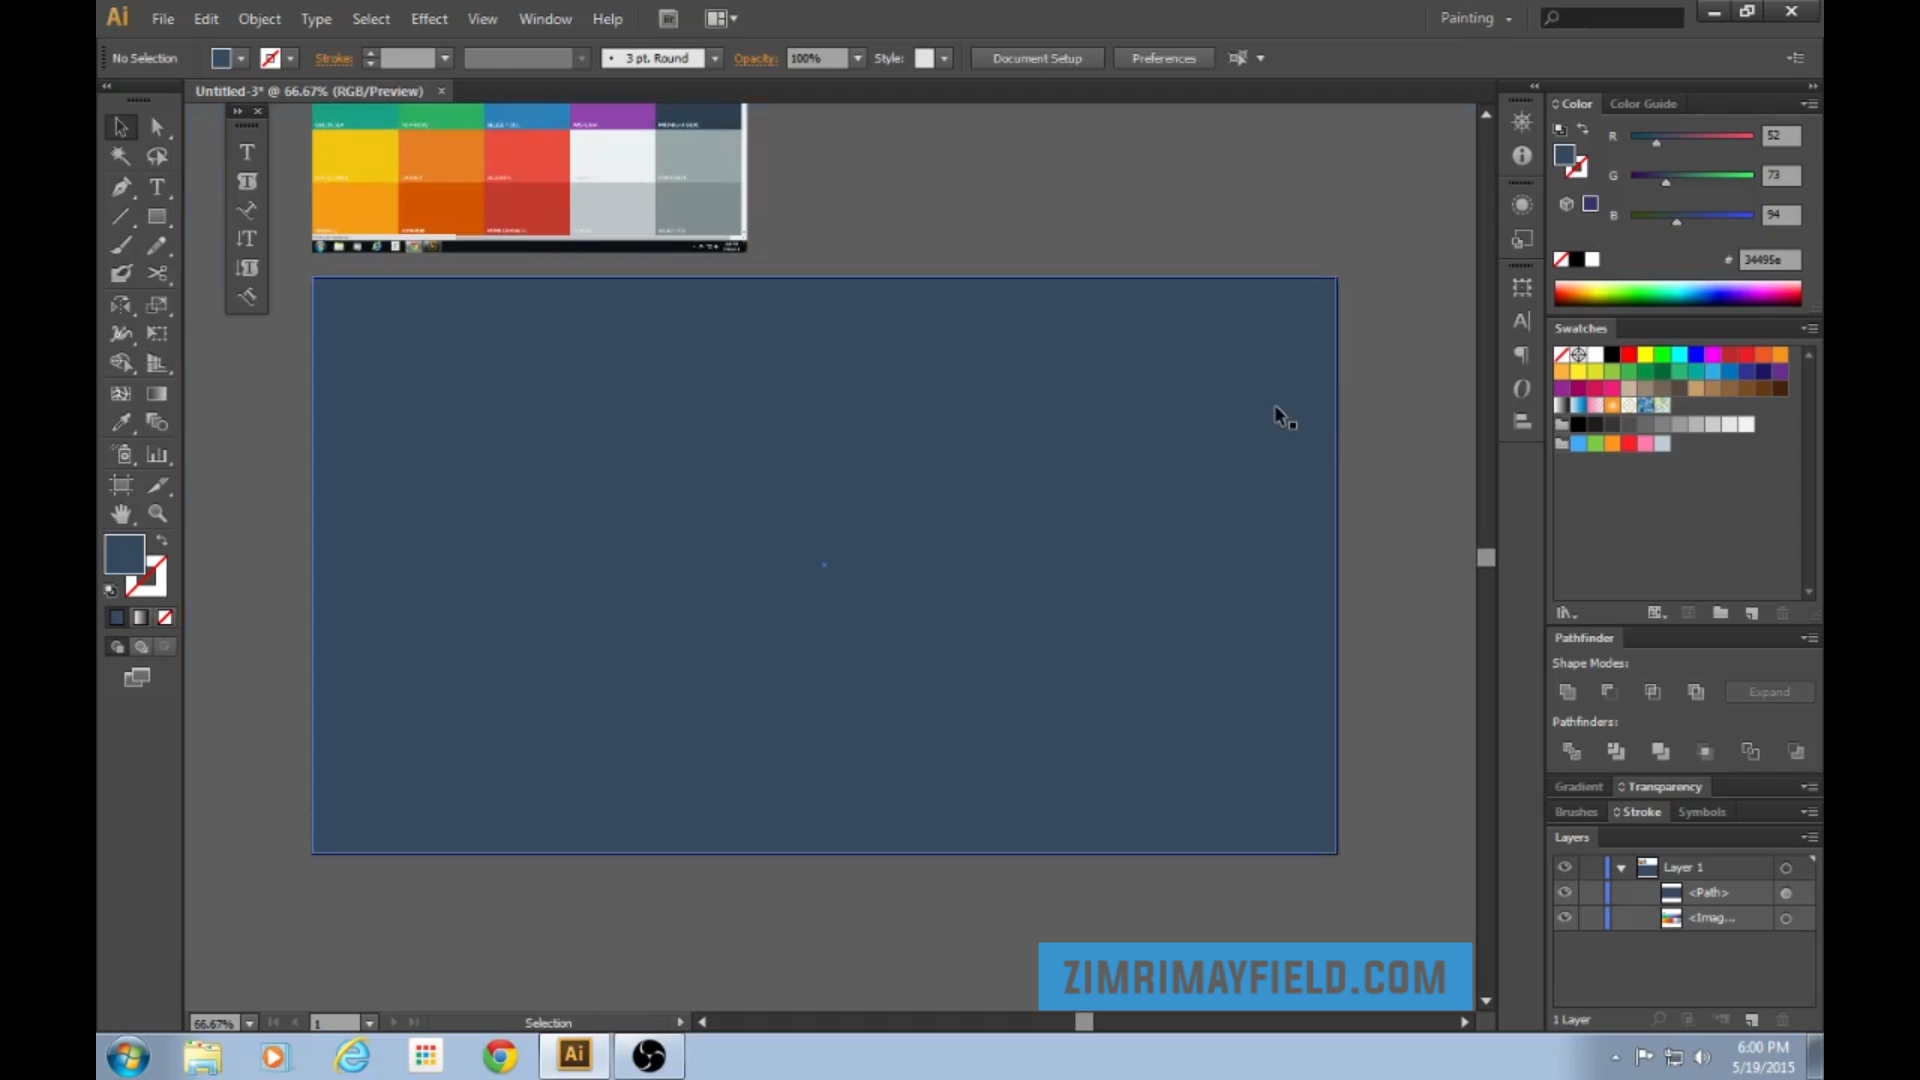 Ai File Edit Object Type Select Effect View Window Help Br Painting
No Selection Stroke: 3 pt. Round Opacity: 100% Style: Document Setup Preferences
Untitled-3* @ 66.67% (RGB/Preview)
Color Color Guide
R 52
G 73
B 94
# 34495e
Swatches
Pathfinder
Shape Modes:
Expand
Pathfinders:
Gradient Transparency
Brushes Stroke Symbols
Layers
Layer 1
<Path>
<Imag...
ZIMRIMAYFIELD.COM
66.67% 1 Selection
1 Layer
Ai
6:00 PM
5/19/2015